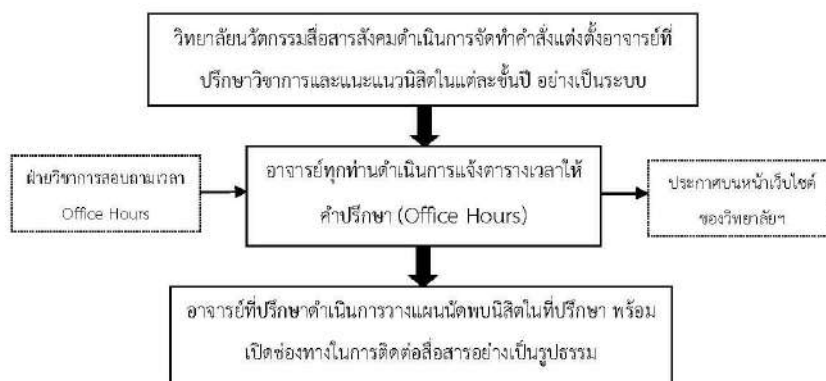 วิทยาลัยนวัตกรรมสื่อสารสังคมดำเนินการจัดทำคำสั่งแต่งตั้งอาจารย์ที่
ปรึกษาวิชาการและแนะแนวนิสิตในแต่ละชั้นปี อย่างเป็นระบบ
ฝ่ายวิชาการสอบถามเวลา
Office Hours
อาจารย์ทุกท่านดำเนินการแจ้งตารางเวลาให้
คำปรึกษา (Office Hours)
ประกาศบนหน้าเว็บไซต์
ของวิทยาลัยฯ
อาจารย์ที่ปรึกษาดำเนินการวางแผนนัดพบนิสิตในที่ปรึกษา พร้อม
เปิดช่องทางในการติดต่อสื่อสารอย่างเป็นรูปธรรม